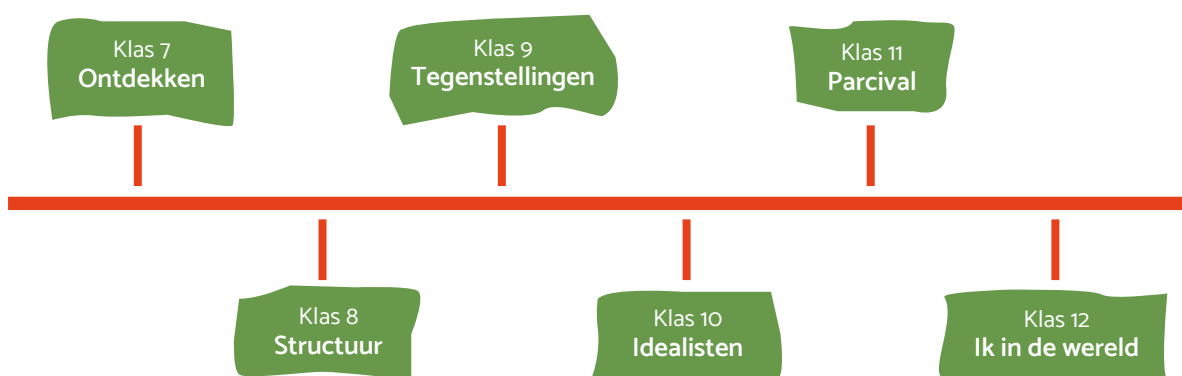 Klas 7
Ontdekken
Klas 8
Structuur
Klas 9
Tegenstellingen
Klas 10
Idealisten
Klas 11
Parcival
Klas 12
Ik in de wereld